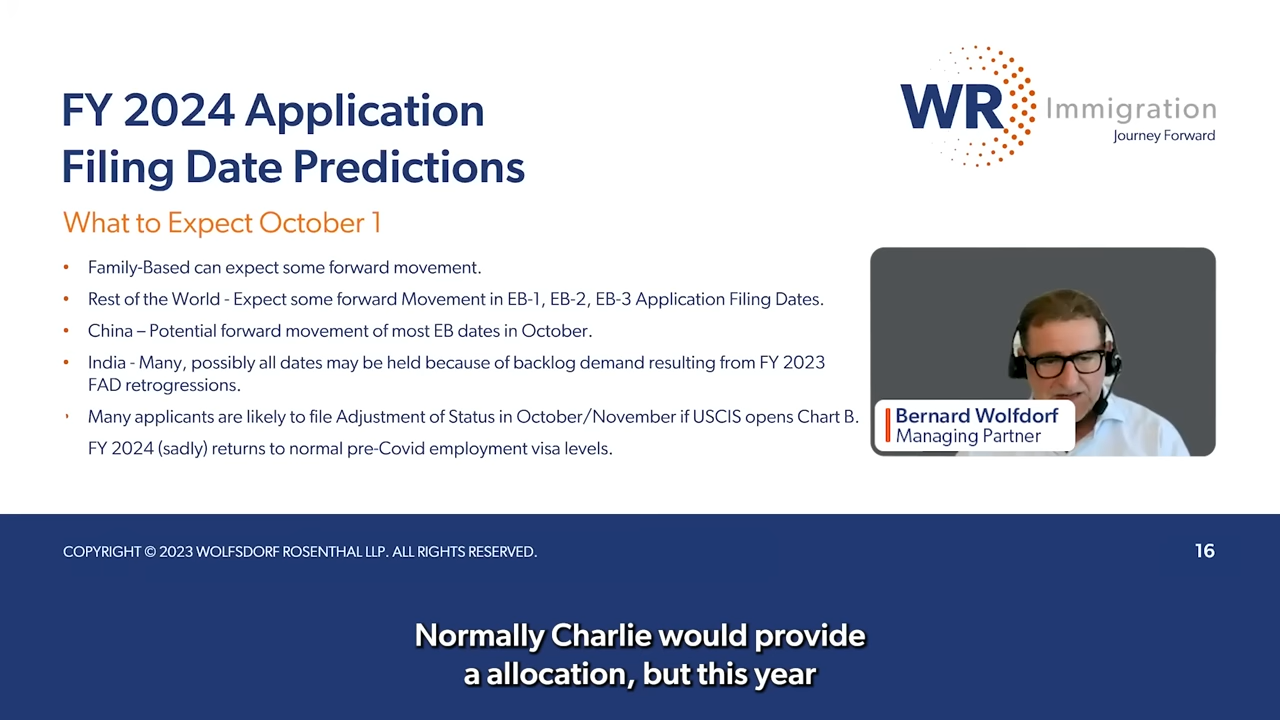 FY 2024 Application
Filing Date Predictions
WR Immigration
Journey Forward
What to Expect October 1
• Family-Based can expect some forward movement.
• Rest of the World - Expect some forward Movement in EB-1, EB-2, EB-3 Application Filing Dates.
• China – Potential forward movement of most EB dates in October.
• India - Many, possibly all dates may be held because of backlog demand resulting from FY 2023
FAD retrogressions.
• Many applicants are likely to file Adjustment of Status in October/November if USCIS opens Chart B.
FY 2024 (sadly) returns to normal pre-Covid employment visa levels.
Bernard Wolfdorf
Managing Partner
COPYRIGHT © 2023 WOLFSDORF ROSENTHAL LLP. ALL RIGHTS RESERVED.
16
Normally Charlie would provide
a allocation, but this year